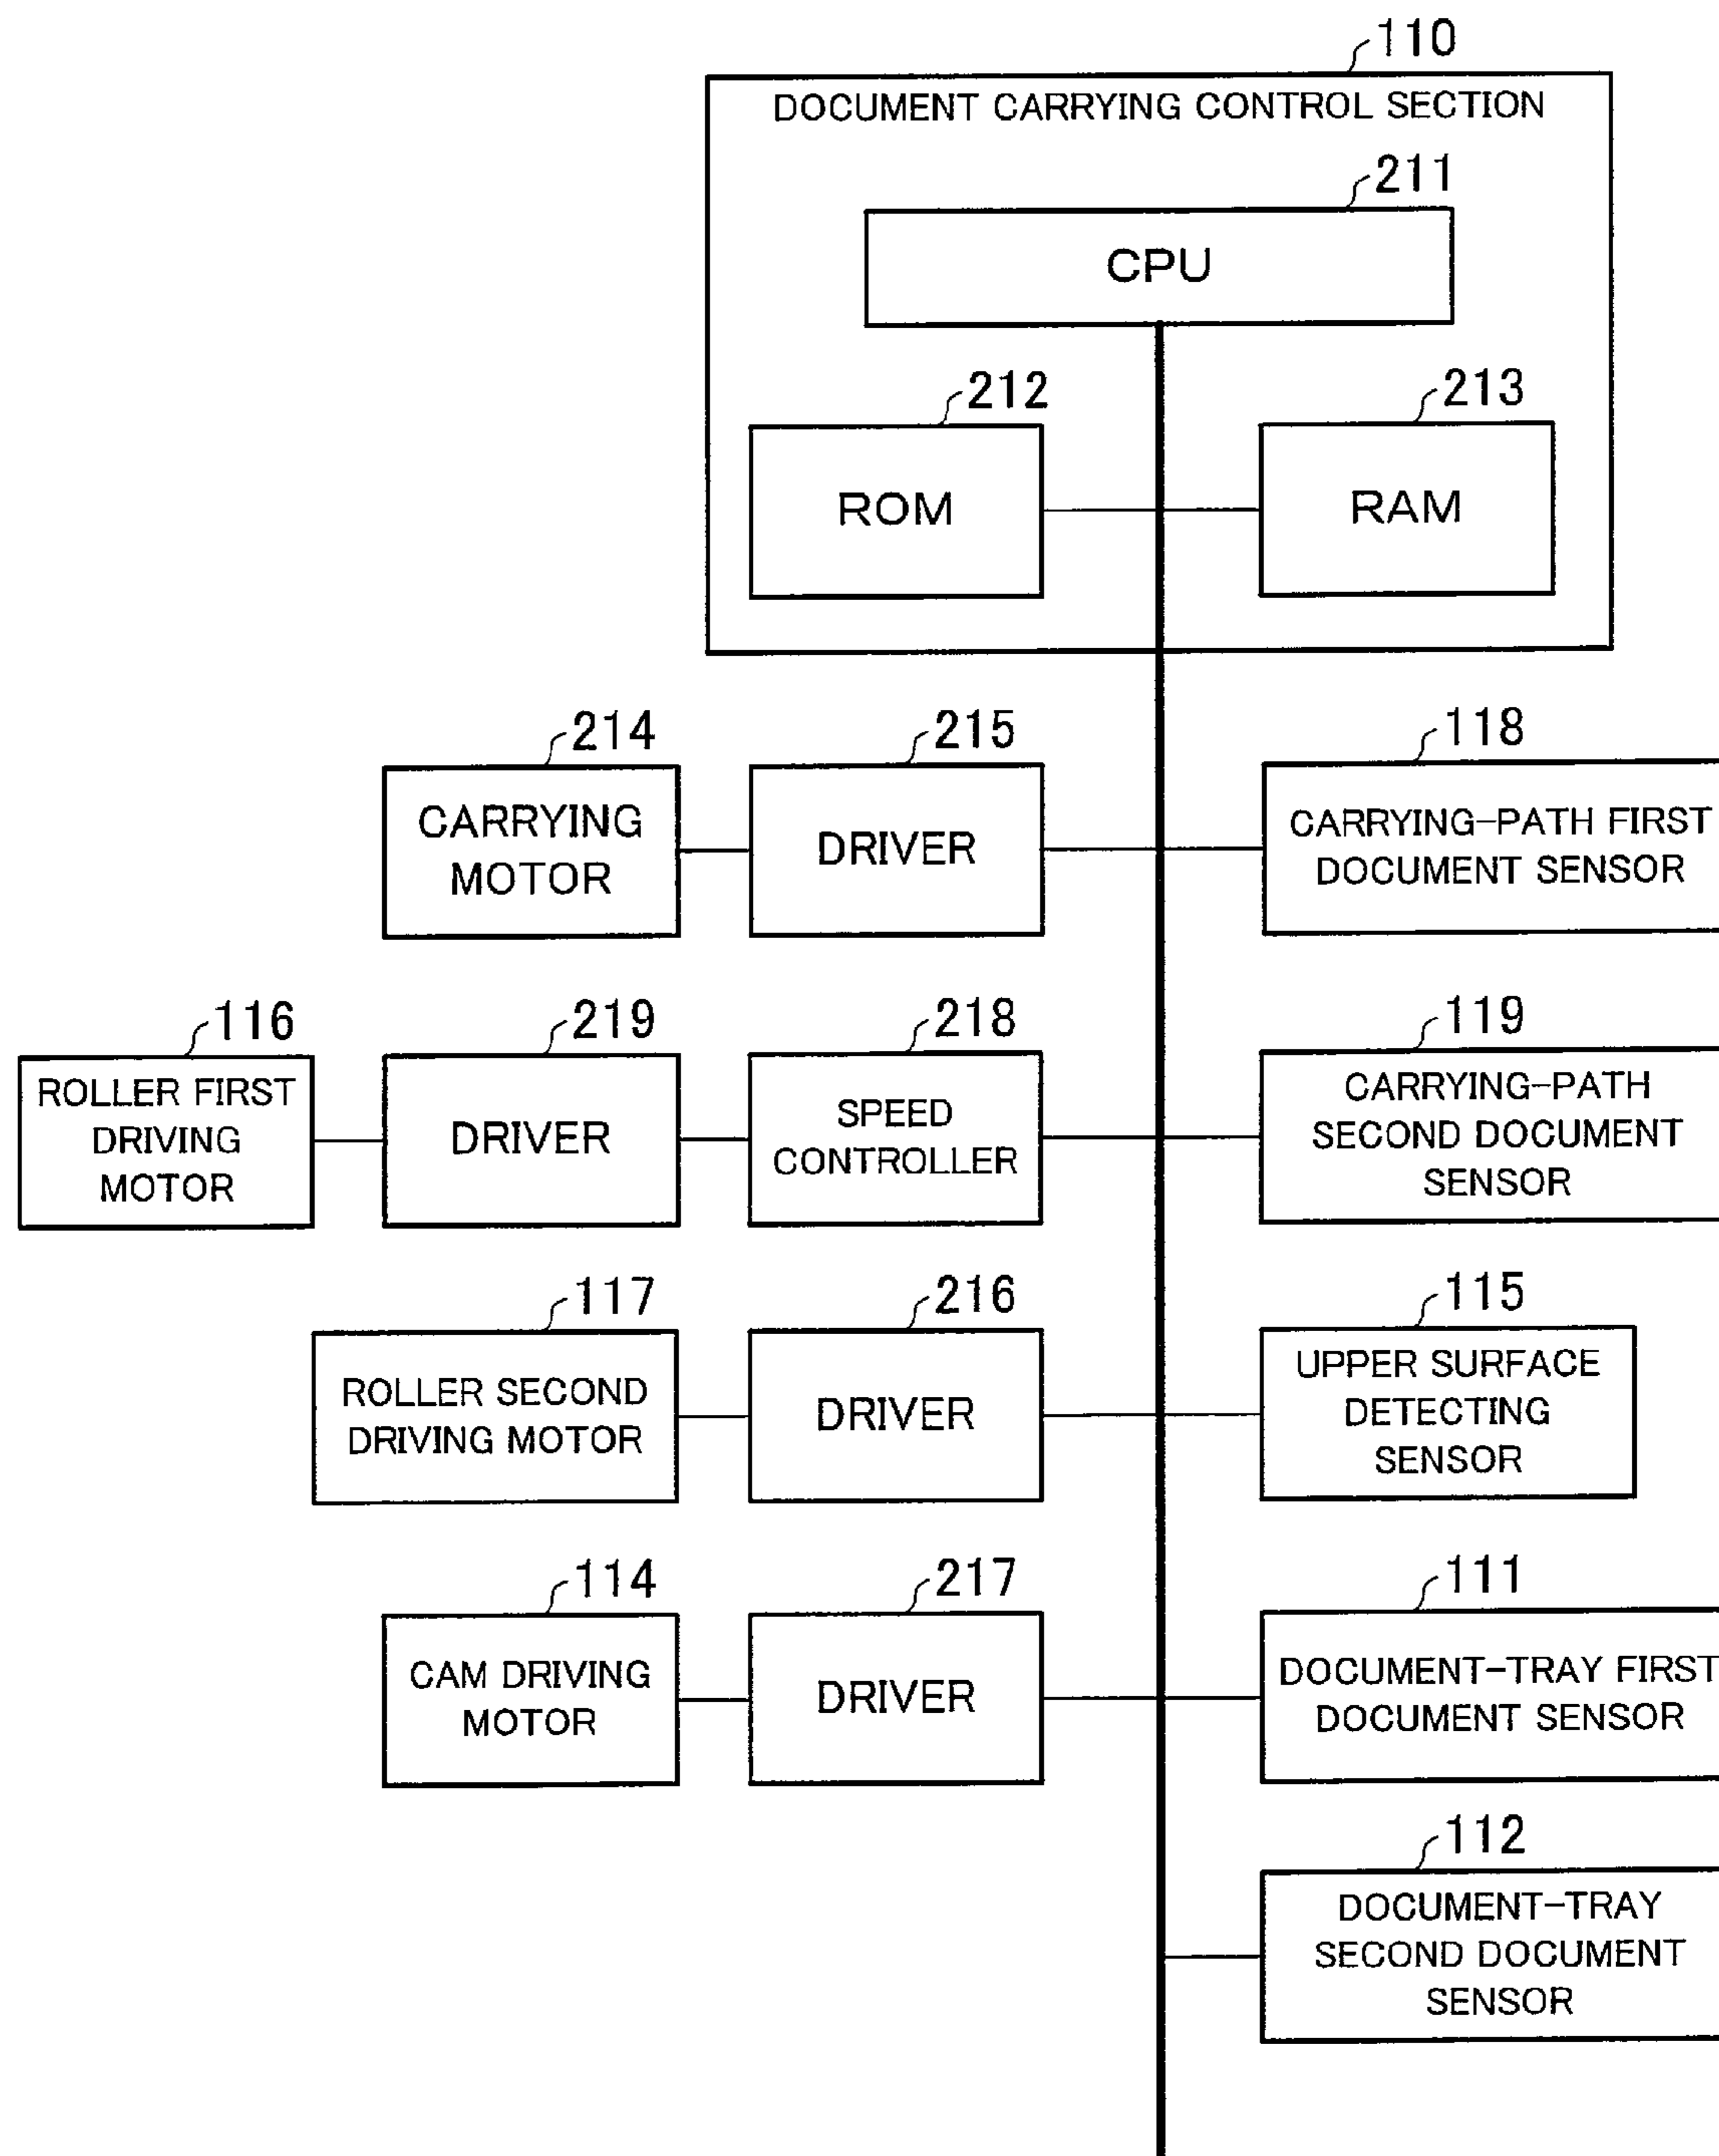 110
DOCUMENT CARRYING CONTROL SECTION
211
CPU
212
213
ROM
RAM
214
215
118
CARRYING
MOTOR
DRIVER
CARRYING-PATH FIRST
DOCUMENT SENSOR
116
219
218
119
ROLLER FIRST
DRIVING
MOTOR
DRIVER
SPEED
CONTROLLER
CARRYING-PATH
SECOND DOCUMENT
SENSOR
117
216
115
ROLLER SECOND
DRIVING MOTOR
DRIVER
UPPER SURFACE
DETECTING
SENSOR
114
217
111
CAM DRIVING
MOTOR
DRIVER
DOCUMENT-TRAY FIRST
DOCUMENT SENSOR
112
DOCUMENT-TRAY
SECOND DOCUMENT
SENSOR